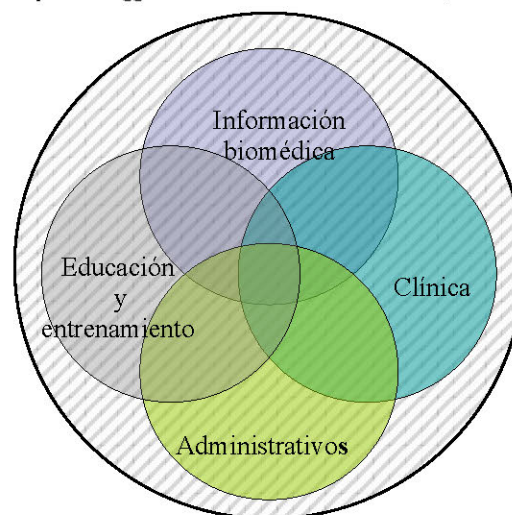 Información
biomédica
Educación
y
entrenamiento
Clínica
Administrativos